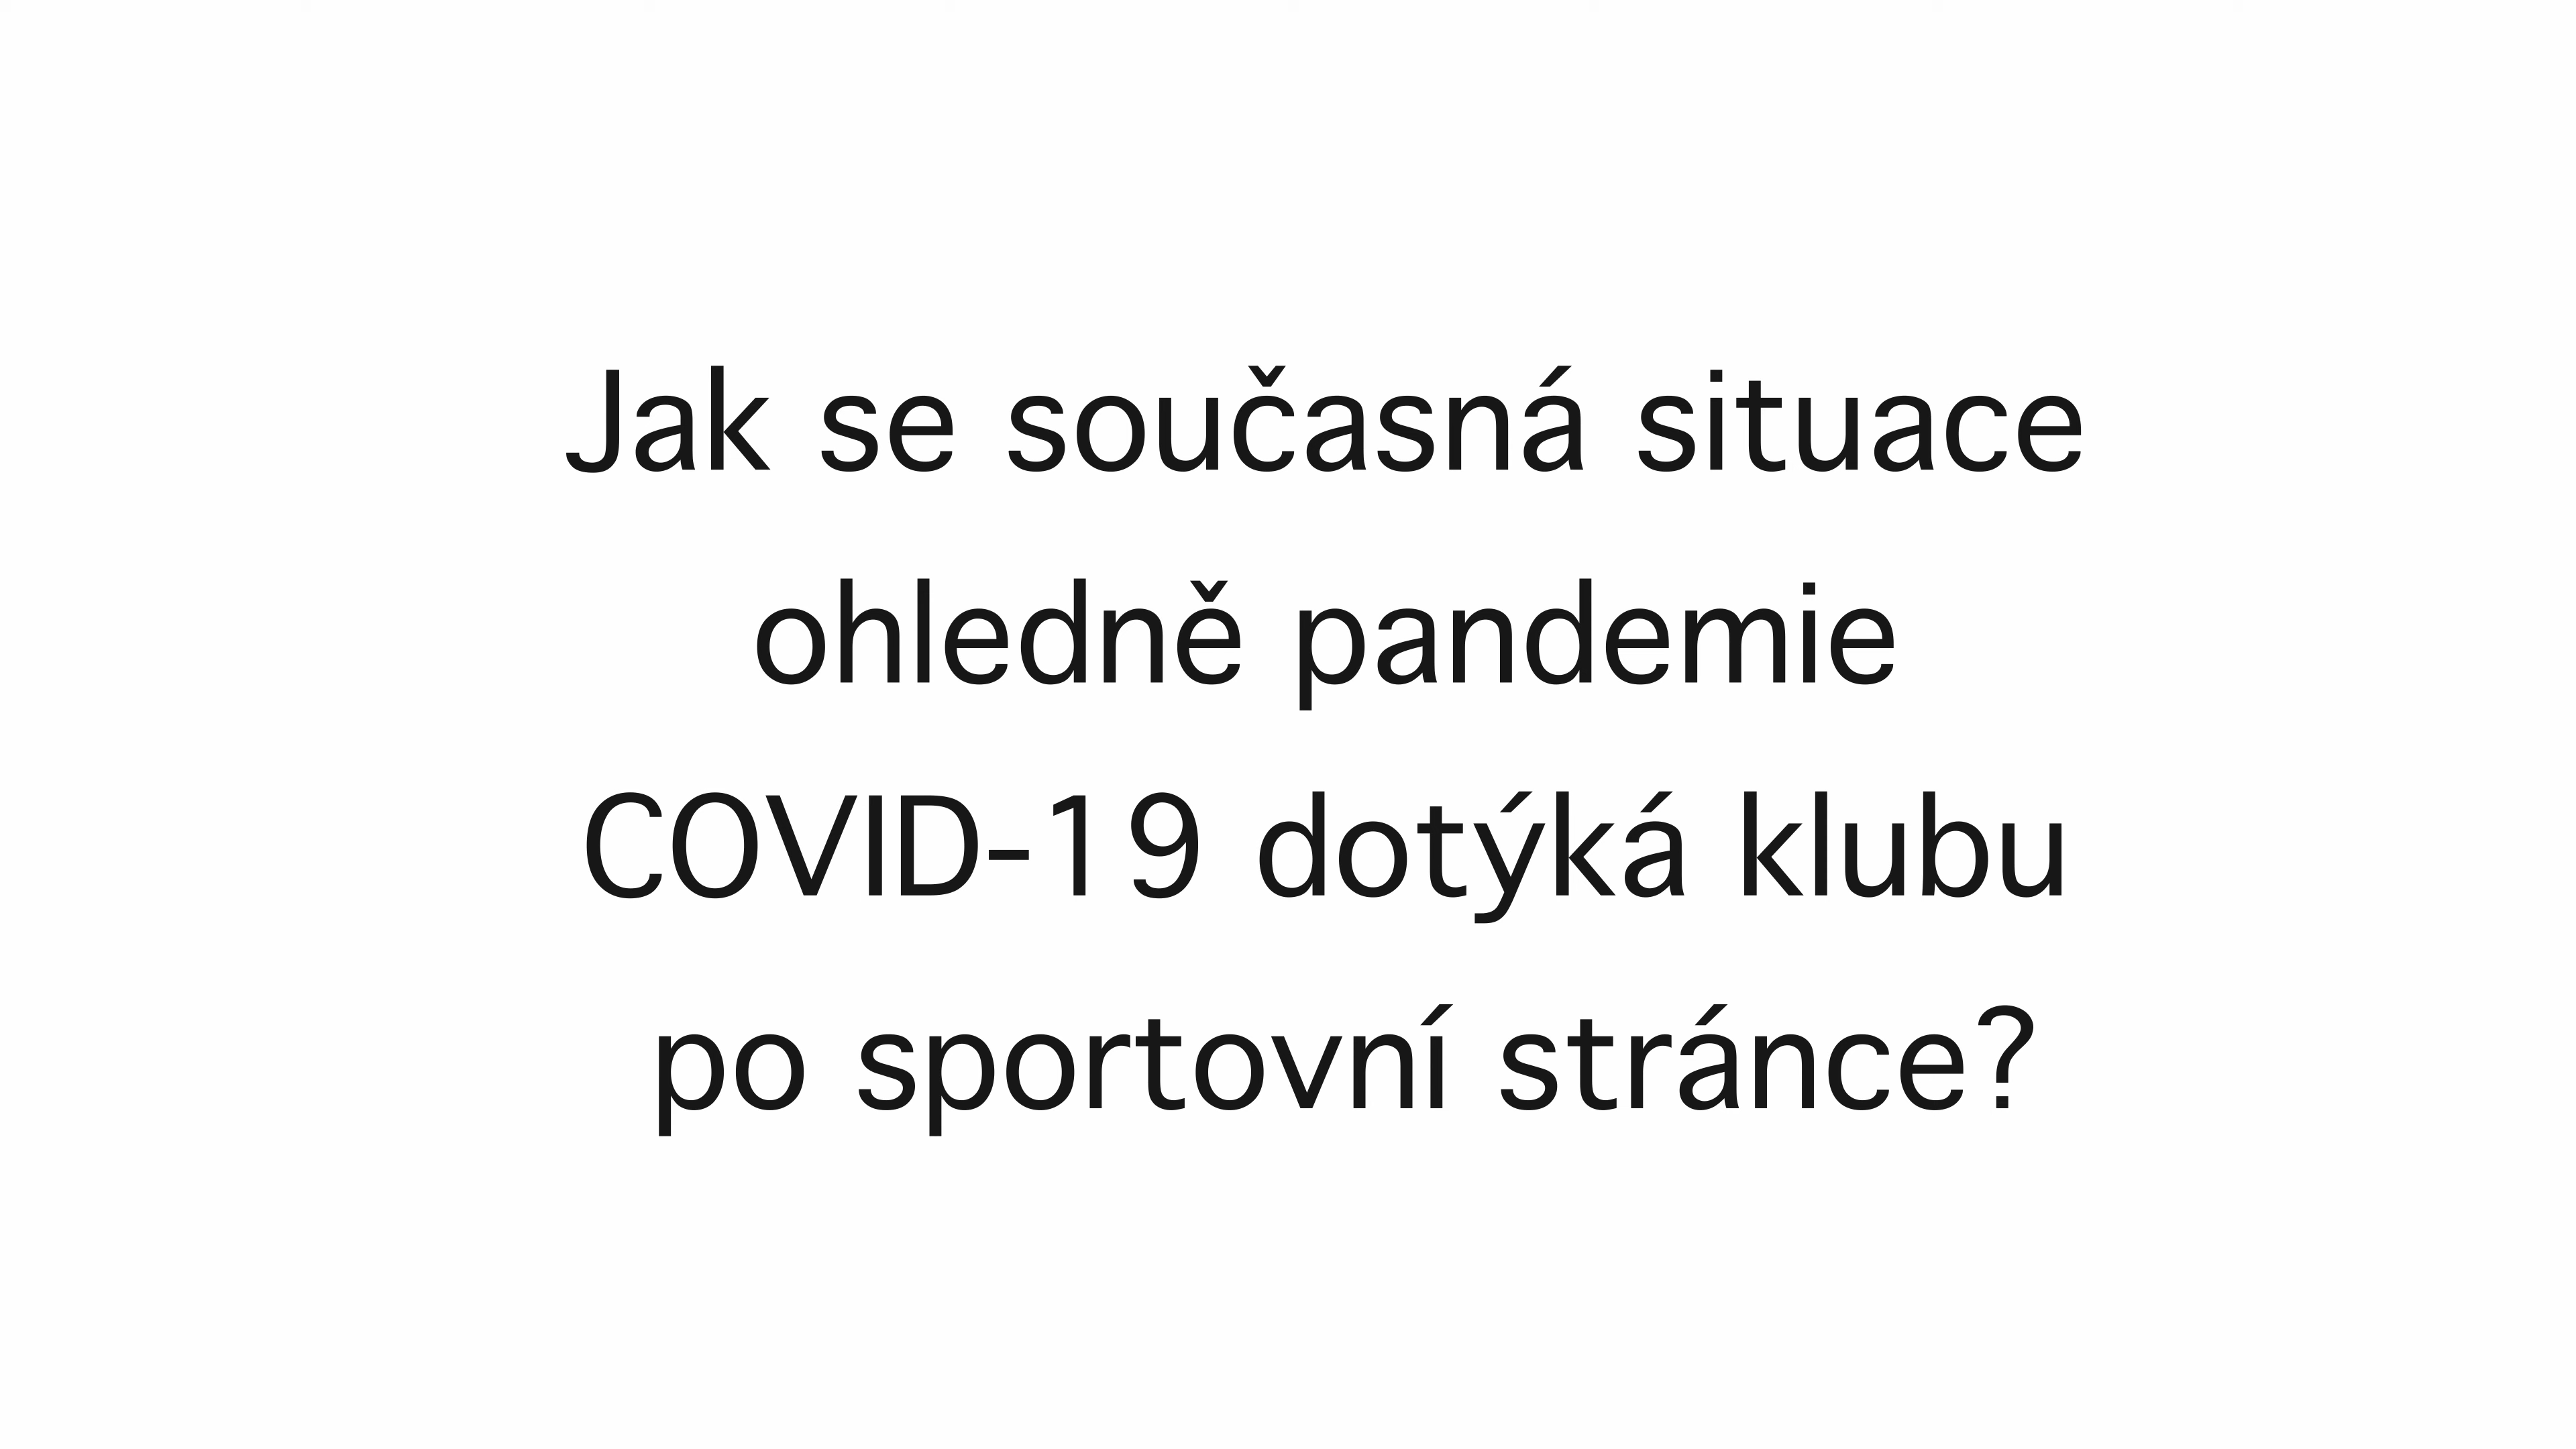 Jak se současná situace
ohledně pandemie
COVID-19 dotýká klubu
po sportovní stránce?